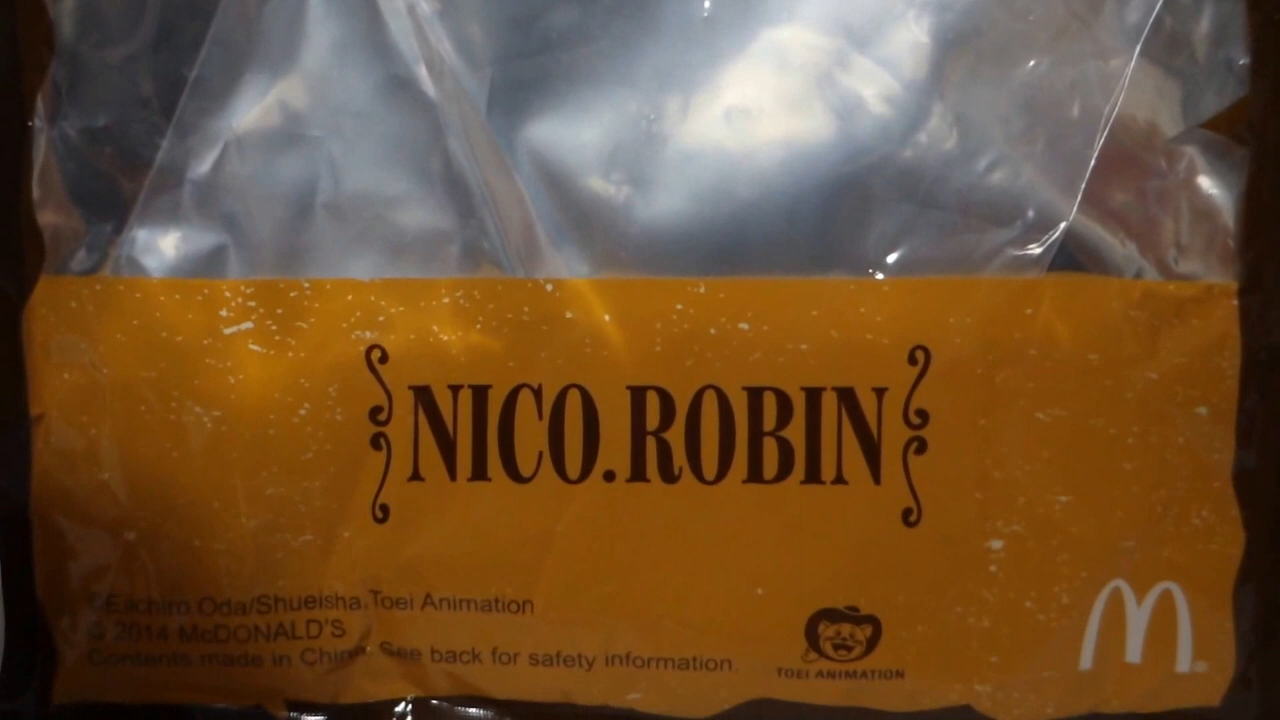 NICO.ROBIN
©Eiichiro Oda/Shueisha, Toei Animation
© 2014 McDONALD'S
Contents made in China. See back for safety information.
TOEI ANIMATION